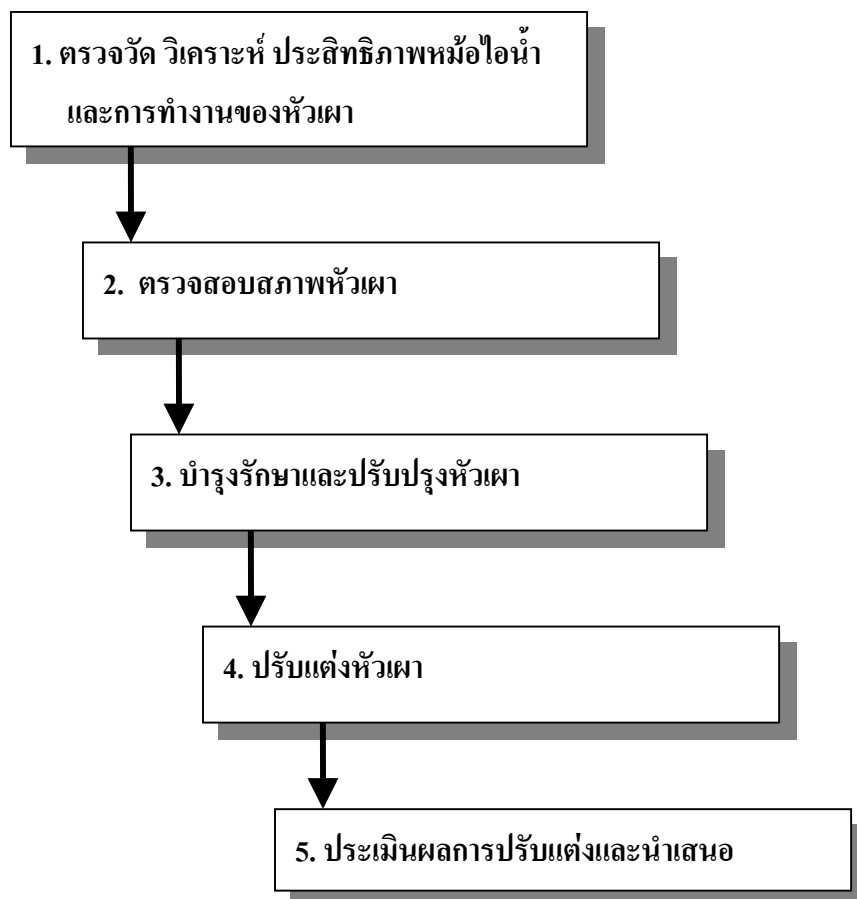 1. ตรวจวัด วิเคราะห์ ประสิทธิภาพหม้อไอน้ำ
และการทำงานของหัวเผา
2. ตรวจสอบสภาพหัวเผา
3. บำรุงรักษาและปรับปรุงหัวเผา
4. ปรับแต่งหัวเผา
5. ประเมินผลการปรับแต่งและนำเสนอ